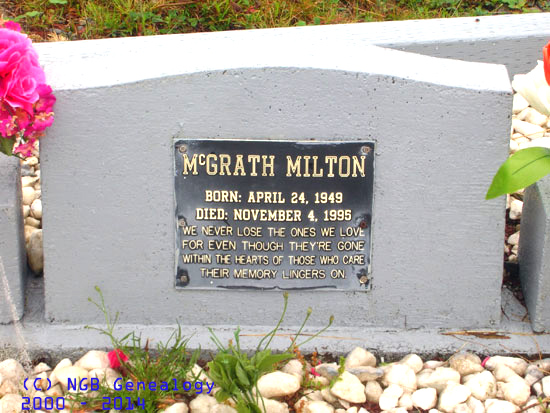 McGRATH MILTON
BORN: APRIL 24, 1949
DIED: NOVEMBER 4, 1995
WE NEVER LOSE THE ONES WE LOVE
FOR EVEN THOUGH THEY'RE GONE
WITHIN THE HEARTS OF THOSE WHO CARE
THEIR MEMORY LINGERS ON.
(C) NGB Genealogy
2000 - 2014